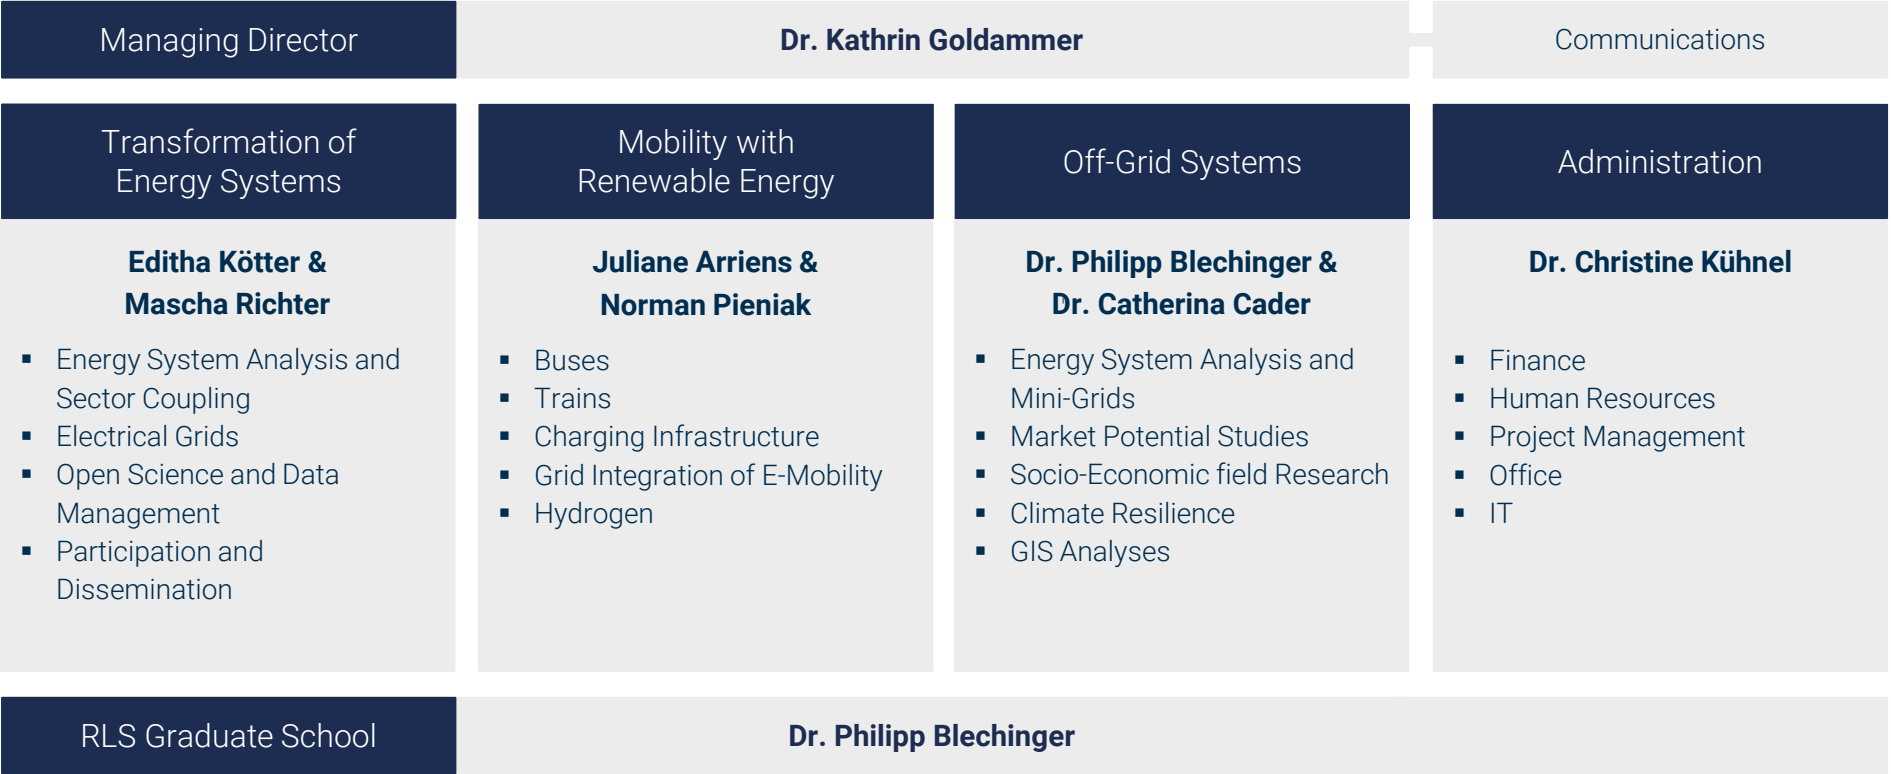 Managing Director
Dr. Kathrin Goldammer
Communications
Transformation of
Energy Systems
Editha Kötter &
Mascha Richter
▪ Energy System Analysis and
Sector Coupling
▪ Electrical Grids
▪ Open Science and Data
Management
▪ Participation and
Dissemination
Mobility with
Renewable Energy
Juliane Arriens &
Norman Pieniak
▪ Buses
▪ Trains
▪ Charging Infrastructure
▪ Grid Integration of E-Mobility
▪ Hydrogen
Off-Grid Systems
Dr. Philipp Blechinger &
Dr. Catherina Cader
▪ Energy System Analysis and
Mini-Grids
▪ Market Potential Studies
▪ Socio-Economic field Research
▪ Climate Resilience
▪ GIS Analyses
Administration
Dr. Christine Kühnel
▪ Finance
▪ Human Resources
▪ Project Management
▪ Office
▪ IT
RLS Graduate School
Dr. Philipp Blechinger